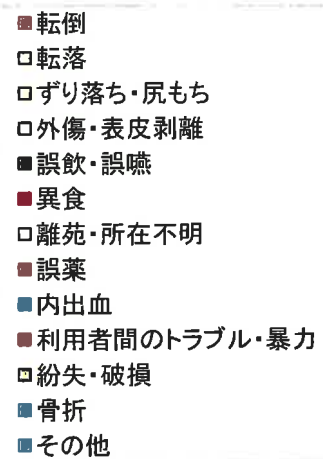 転倒
転落
ずり落ち・尻もち
外傷・表皮剥離
誤飲・誤嚥
異食
離苑・所在不明
誤薬
内出血
利用者間のトラブル・暴力
紛失・破損
骨折
その他